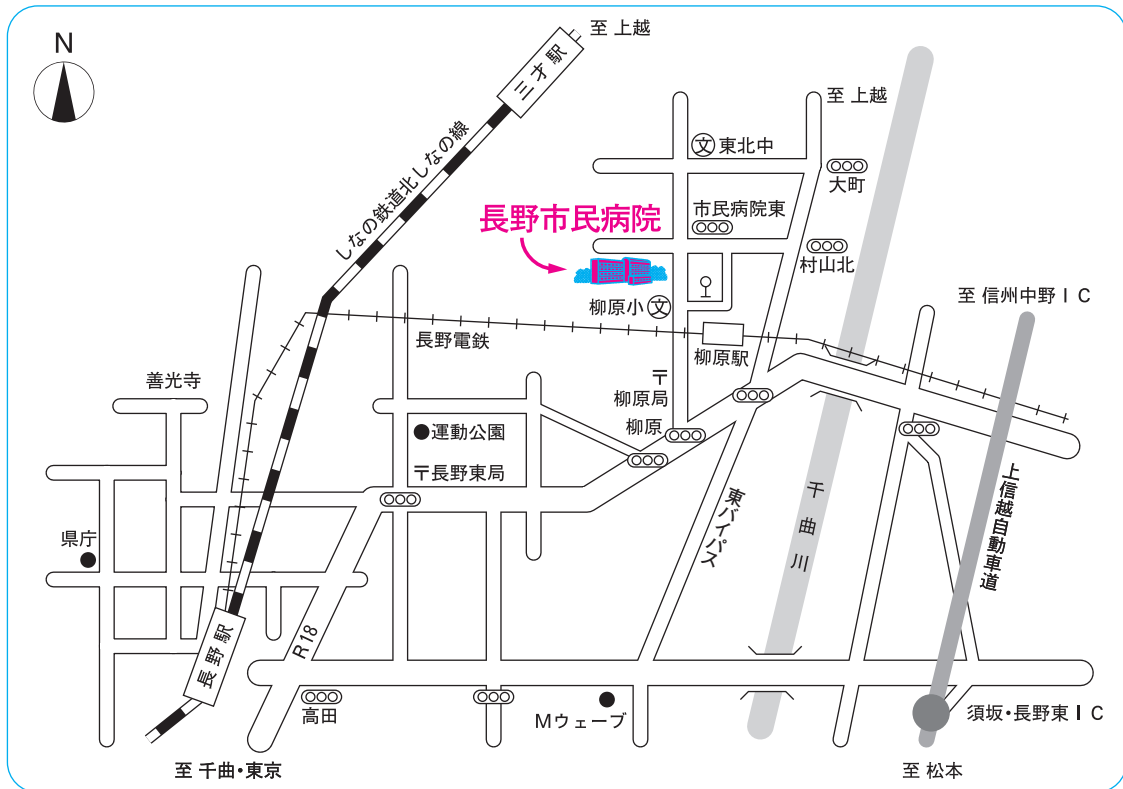 N
至 上越
三才駅
しなの鉄道北しなの線
至 上越
文 東北中
大町
市民病院東
長野市民病院
村山北
柳原小 文
至 信州中野ＩＣ
長野電鉄
柳原駅
善光寺
〒
柳原局
柳原
運動公園
〒長野東局
東バイパス
千曲川
上信越自動車道
県庁
長野駅
R18
高田
Mウェーブ
須坂・長野東ＩＣ
至 千曲・東京
至 松本